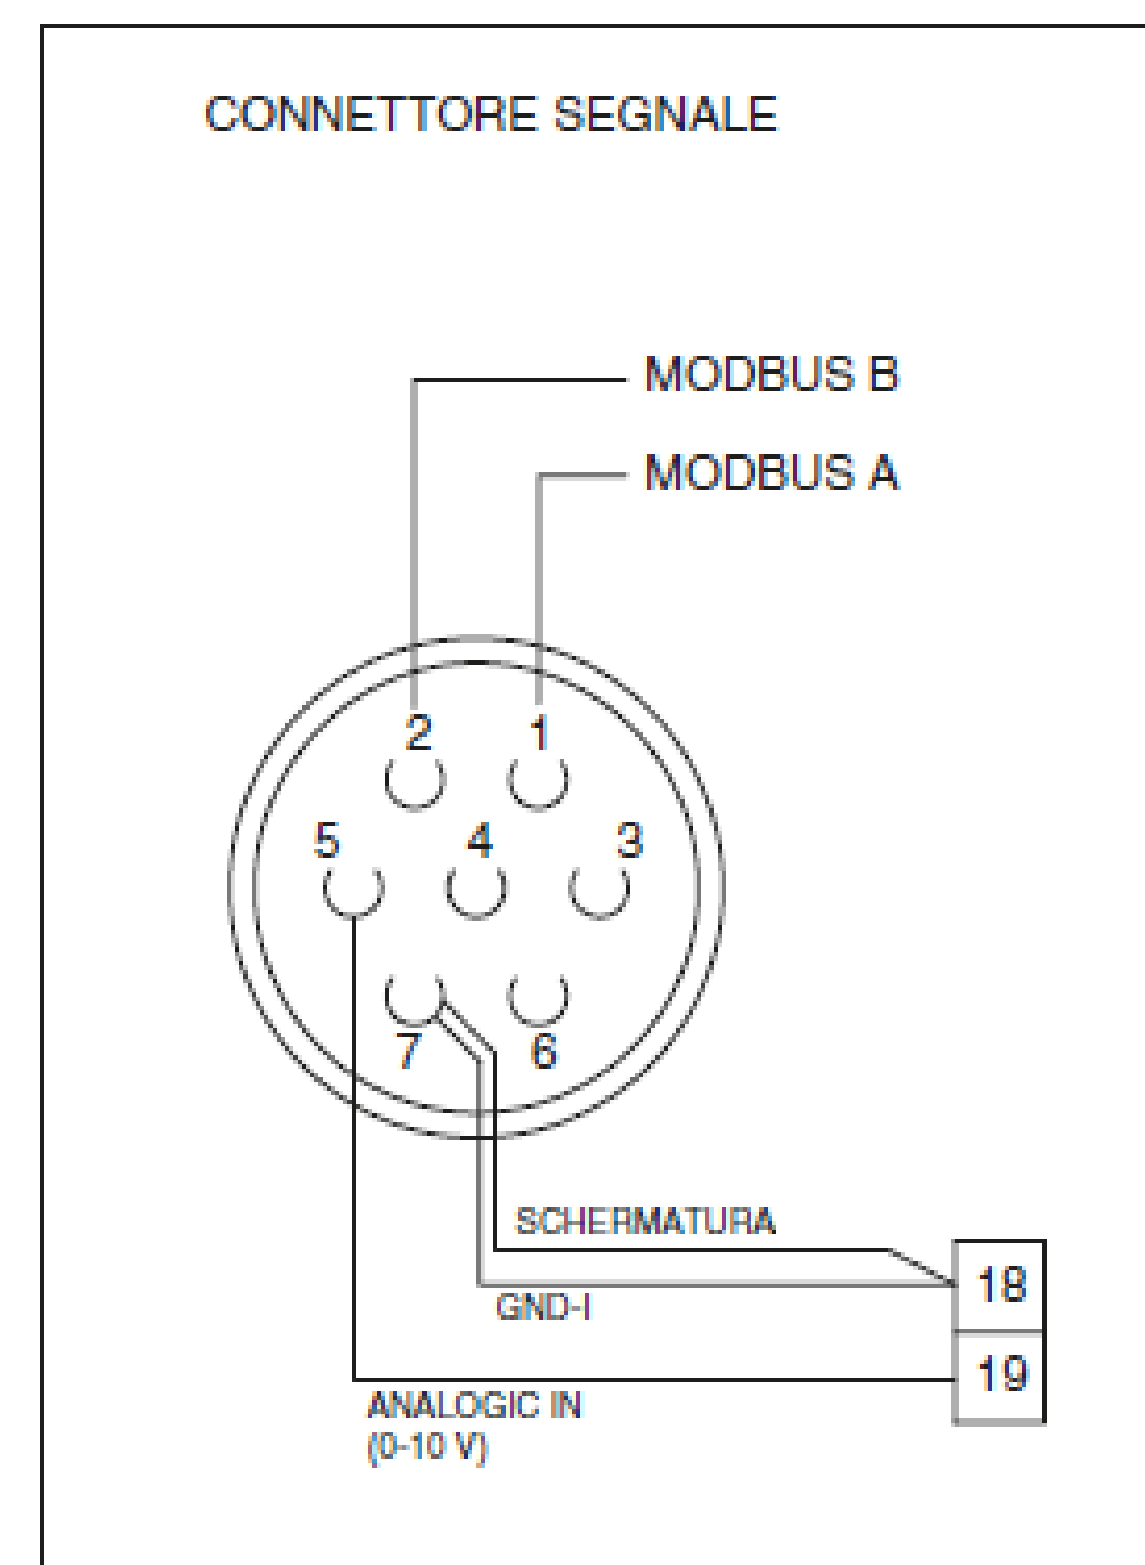 CONNETTORE SEGNALE
MODBUS B
MODBUS A
2 1
5 4 3
7 6
SCHERMATURA
18
GND-I
19
ANALOGIC IN
(0-10 V)